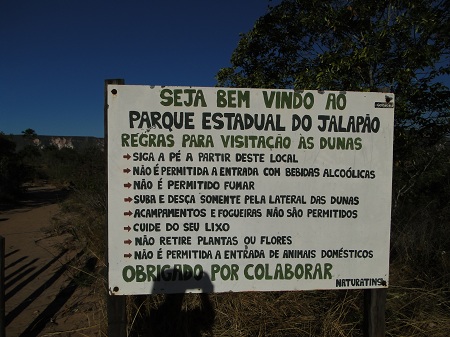 SEJA BEM VINDO AO
PARQUE ESTADUAL DO JALAPÃO
REGRAS PARA VISITAÇÃO ÀS DUNAS
SIGA A PÉ A PARTIR DESTE LOCAL
NÃO É PERMITIDA A ENTRADA COM BEBIDAS ALCOÓLICAS
NÃO É PERMITIDO FUMAR
SUBA E DESÇA SOMENTE PELA LATERAL DAS DUNAS
ACAMPAMENTOS E FOGUEIRAS NÃO SÃO PERMITIDOS
CUIDE DO SEU LIXO
NÃO RETIRE PLANTAS OU FLORES
NÃO É PERMITIDA A ENTRADA DE ANIMAIS DOMÉSTICOS
OBRIGADO POR COLABORAR
NATURATINS